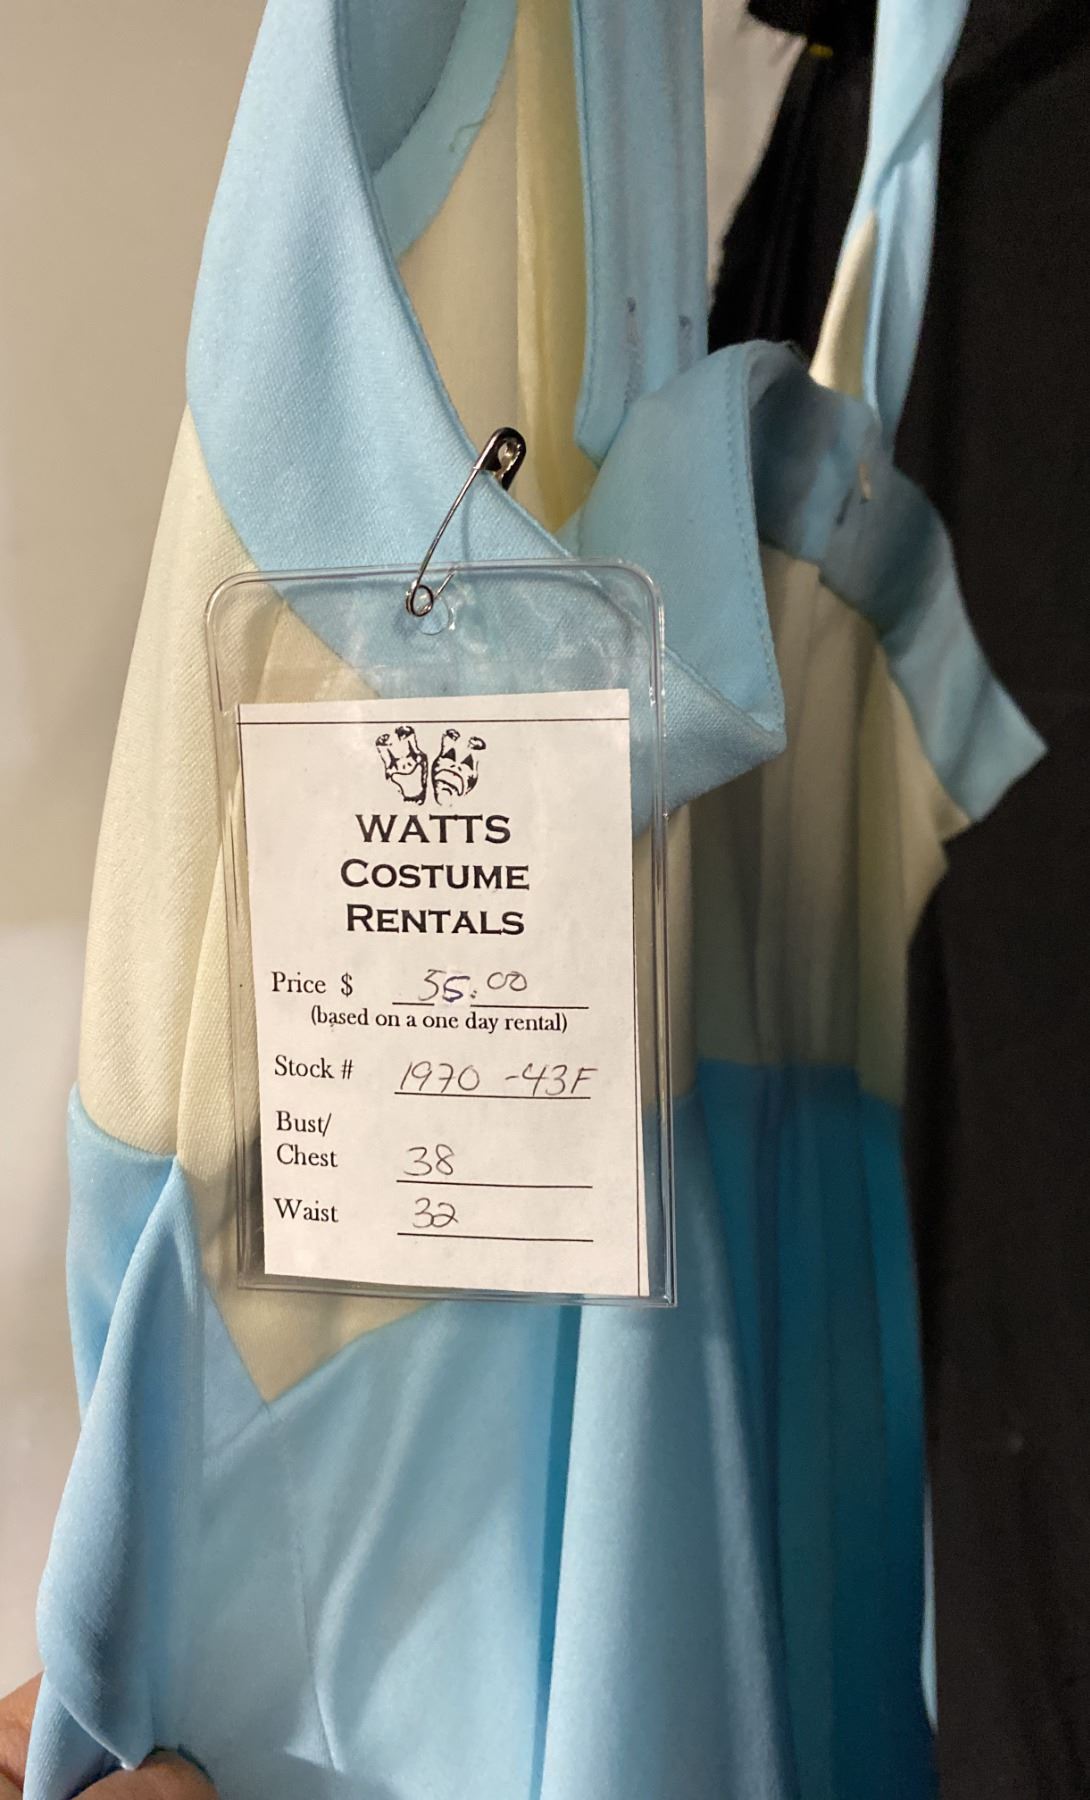 WATTS
COSTUME
RENTALS
Price $ 35.00
(based on a one day rental)
Stock # 1970 -43F
Bust/
Chest 38
Waist 32